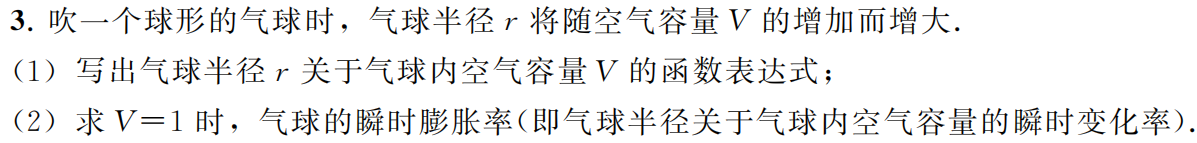 3. 吹一个球形的气球时，气球半径 r 将随空气容量 V 的增加而增大.
（1）写出气球半径 r 关于气球内空气容量 V 的函数表达式；
（2）求 V=1 时，气球的瞬时膨胀率(即气球半径关于气球内空气容量的瞬时变化率).